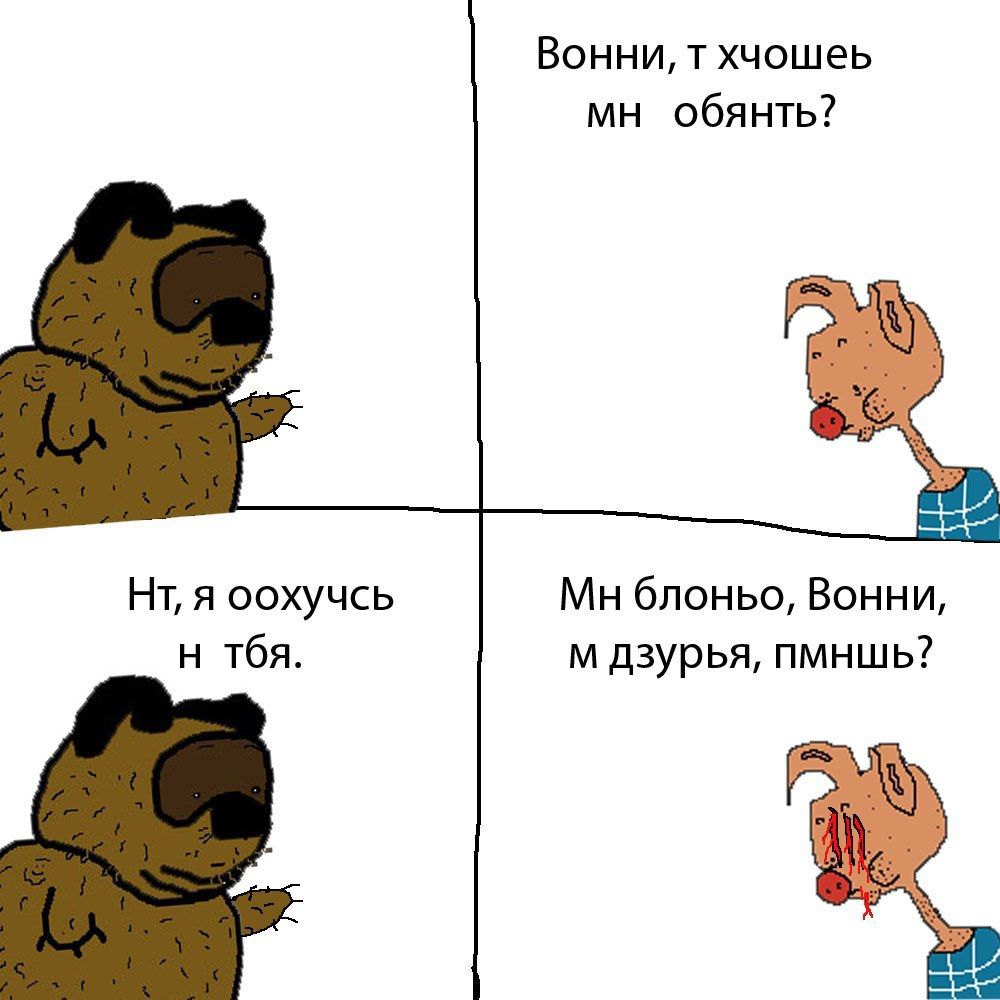 Вонни, т хчошеь
мн обянть?
Нт, я оохучсь
н тбя.
Мн блоньо, Вонни,
м дзурья, пмншь?